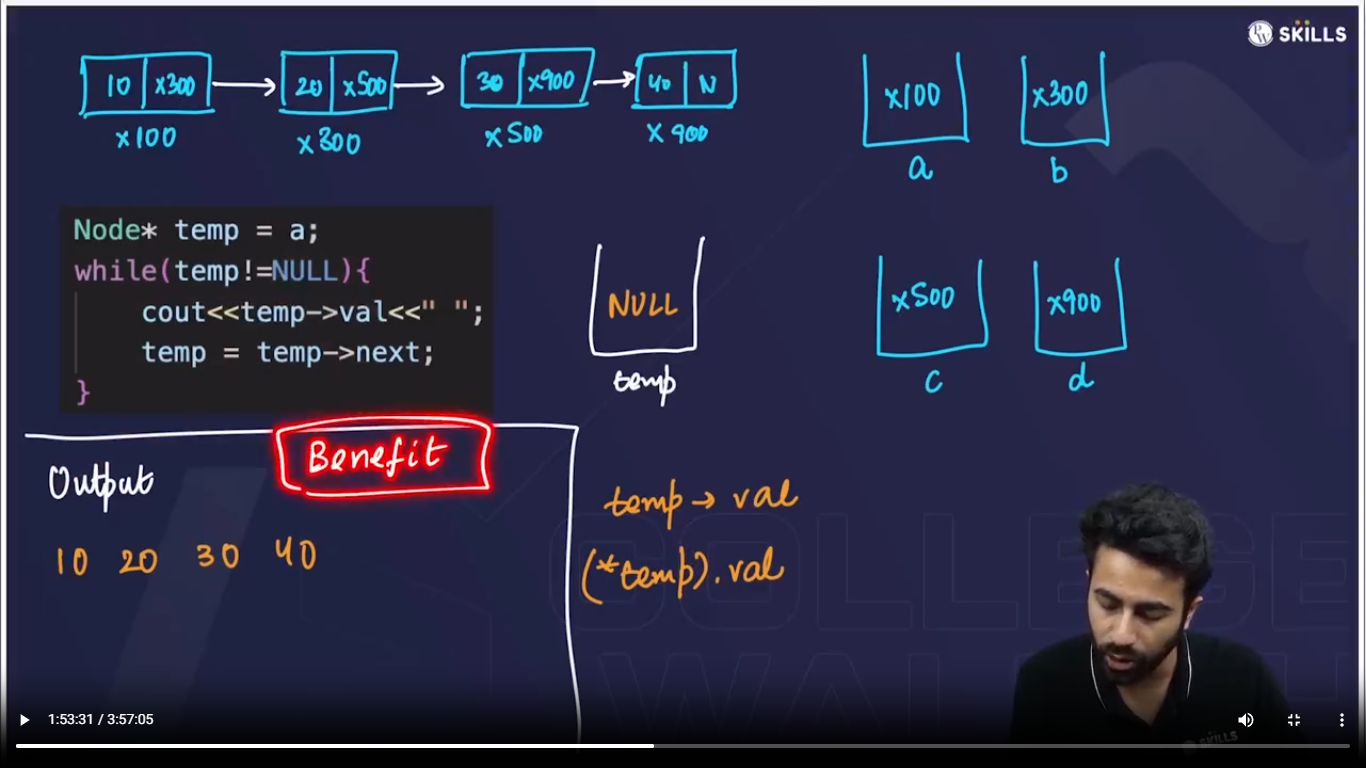 SKILLS
10 x300 20 x500 30 x900 40 N
x100 x300 x500 x900
x100 x300
a b
Node* temp = a;
while(temp!=NULL){
cout<<temp->val<<" ";
temp = temp->next;
}
NULL
temp
x500 x900
c d
Benefit
Output
10 20 30 40
temp → val
(*temp).val
COLLEGE
WALLAH
SKILLS
1:53:31 / 3:57:05